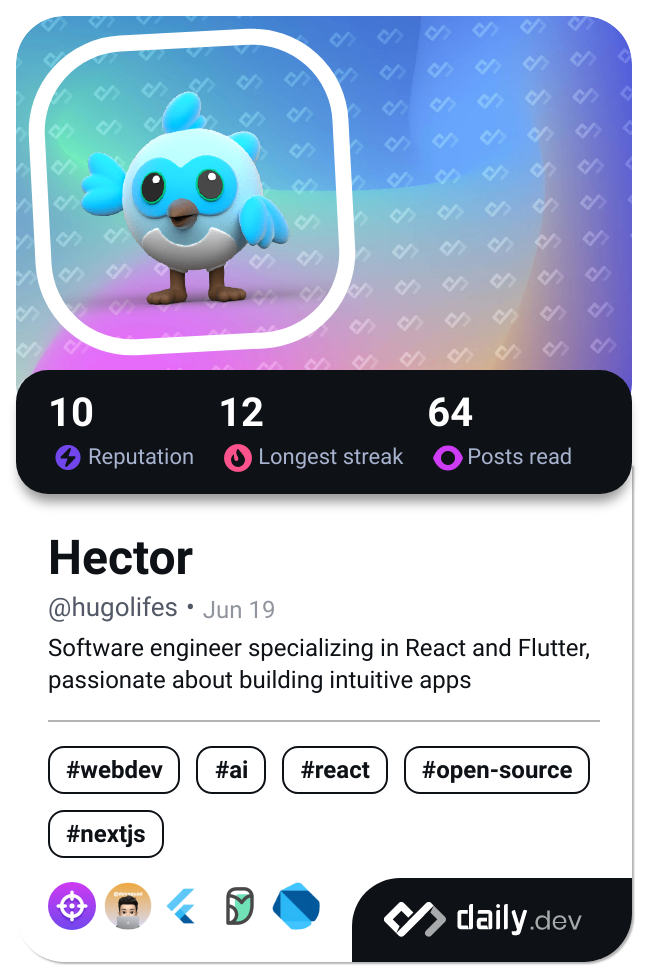 10 12 64
Reputation Longest streak Posts read
Hector
@hugolifes • Jun 19
Software engineer specializing in React and Flutter,
passionate about building intuitive apps
#webdev #ai #react #open-source
#nextjs
daily.dev